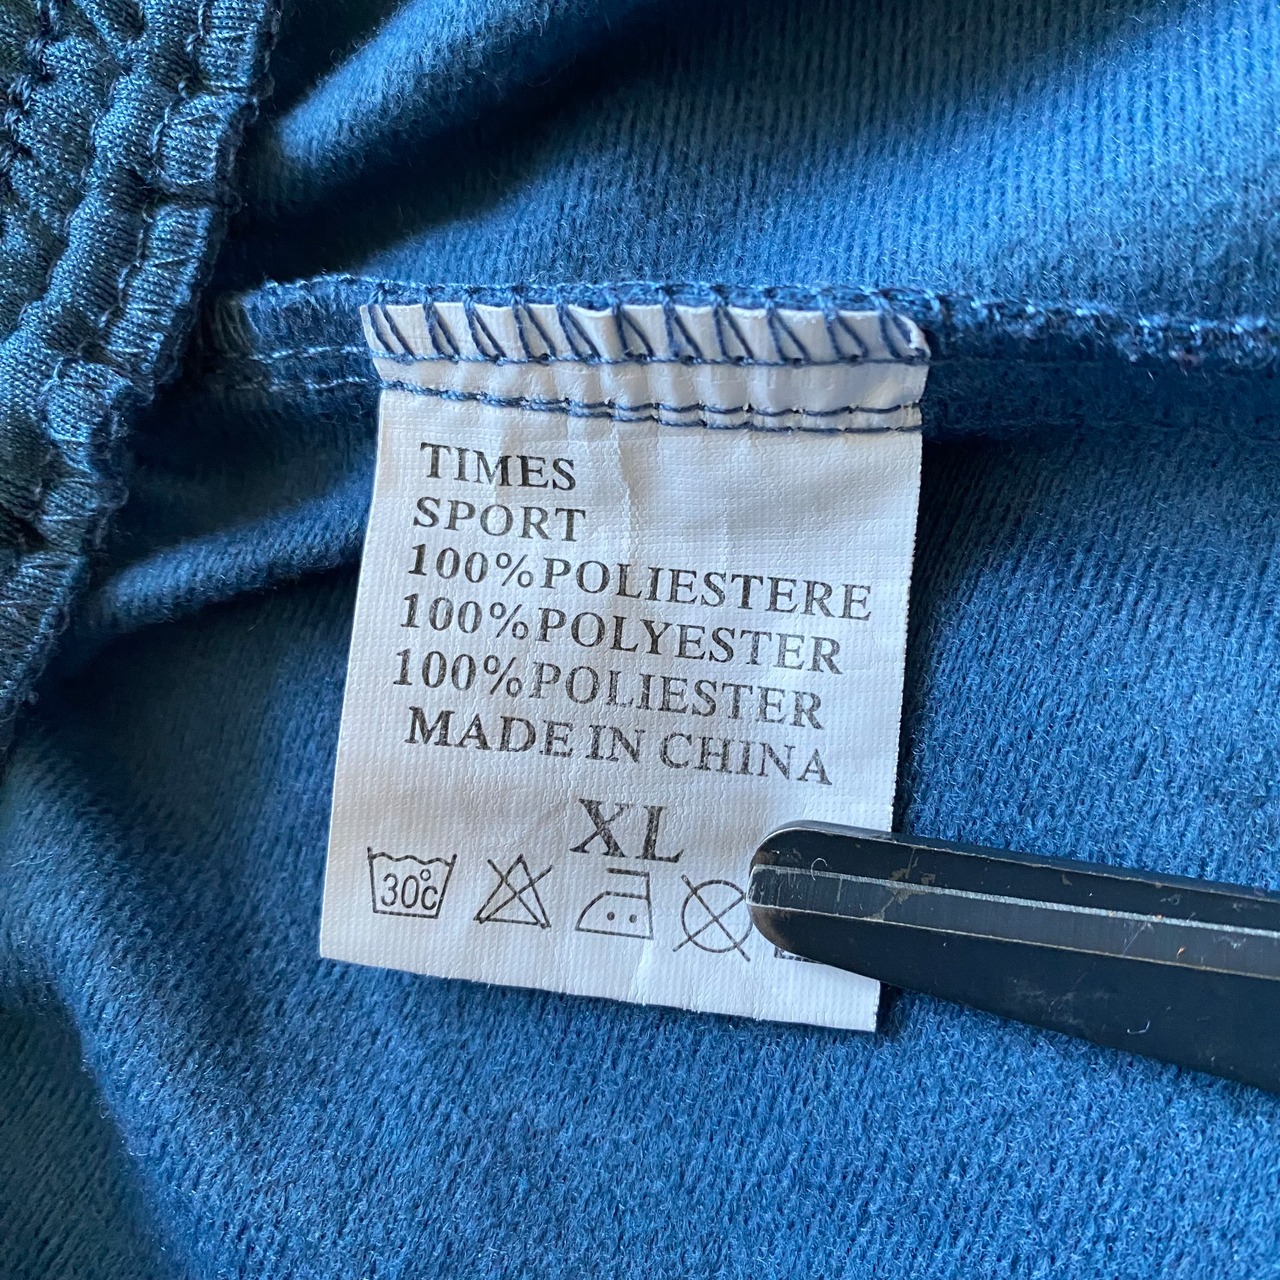 TIMES
SPORT
100%POLIESTERE
100%POLYESTER
100%POLIESTER
MADE IN CHINA
XL
30°C